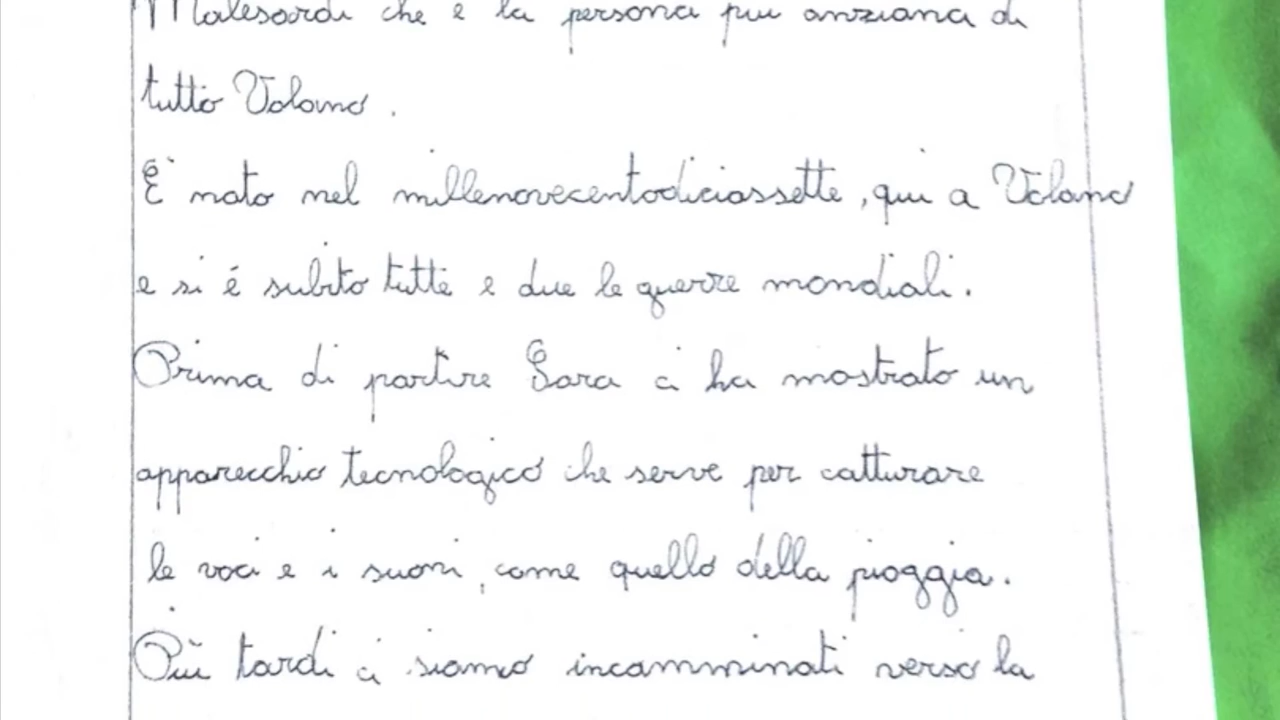 Malesardi che è la persona più anziana di
tutto Volano.
È nato nel millenovecentodiciassette, qui a Volano
e si é subito tutte e due le guerre mondiali.
Prima di partire Sara ci ha mostrato un
apparecchio tecnologico che serve per catturare
le voci e i suoni, come quello della pioggia.
Più tardi ci siamo incamminati verso la